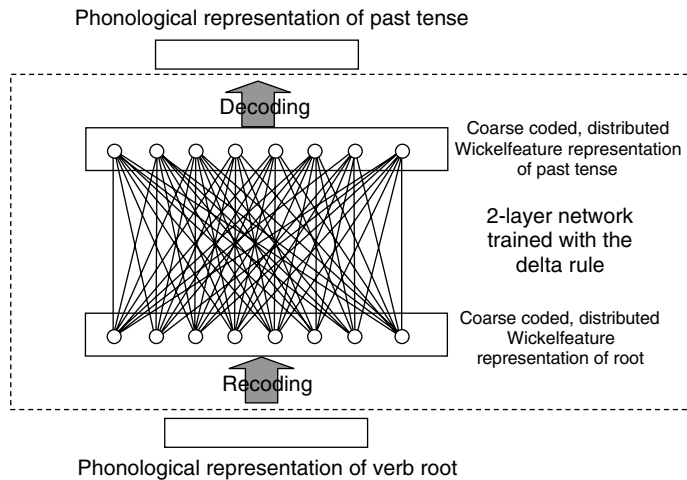 Phonological representation of past tense
Decoding
Coarse coded, distributed
Wickelfeature representation
of past tense
2-layer network
trained with the
delta rule
Coarse coded, distributed
Wickelfeature
representation of root
Recoding
Phonological representation of verb root